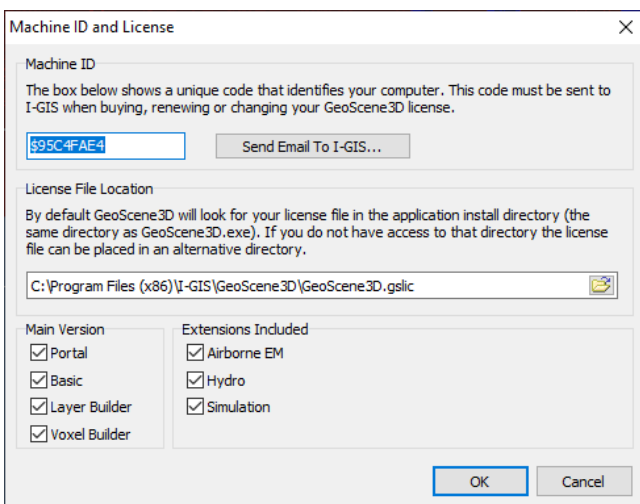 Machine ID and License
Machine ID
The box below shows a unique code that identifies your computer. This code must be sent to
I-GIS when buying, renewing or changing your GeoScene3D license.
$95C4FAE4
Send Email To I-GIS...
License File Location
By default GeoScene3D will look for your license file in the application install directory (the
same directory as GeoScene3D.exe). If you do not have access to that directory the license
file can be placed in an alternative directory.
C:\Program Files (x86)\I-GIS\GeoScene3D\GeoScene3D.gslic
Main Version
Portal
Basic
Layer Builder
Voxel Builder
Extensions Included
Airborne EM
Hydro
Simulation
OK
Cancel